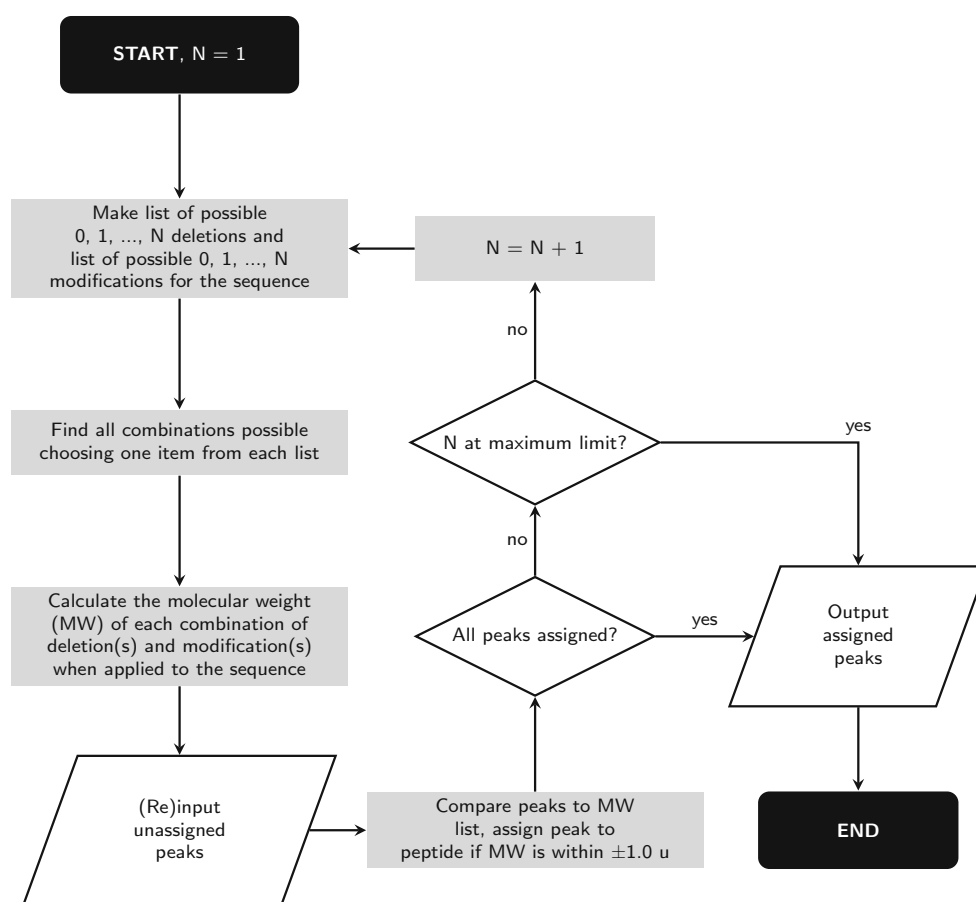 START, N = 1
Make list of possible
0, 1, ..., N deletions and
list of possible 0, 1, ..., N
modifications for the sequence
N = N + 1
no
Find all combinations possible
choosing one item from each list
N at maximum limit?
yes
no
Calculate the molecular weight
(MW) of each combination of
deletion(s) and modification(s)
when applied to the sequence
All peaks assigned?
yes
Output
assigned
peaks
(Re)input
unassigned
peaks
Compare peaks to MW
list, assign peak to
peptide if MW is within ±1.0 u
END